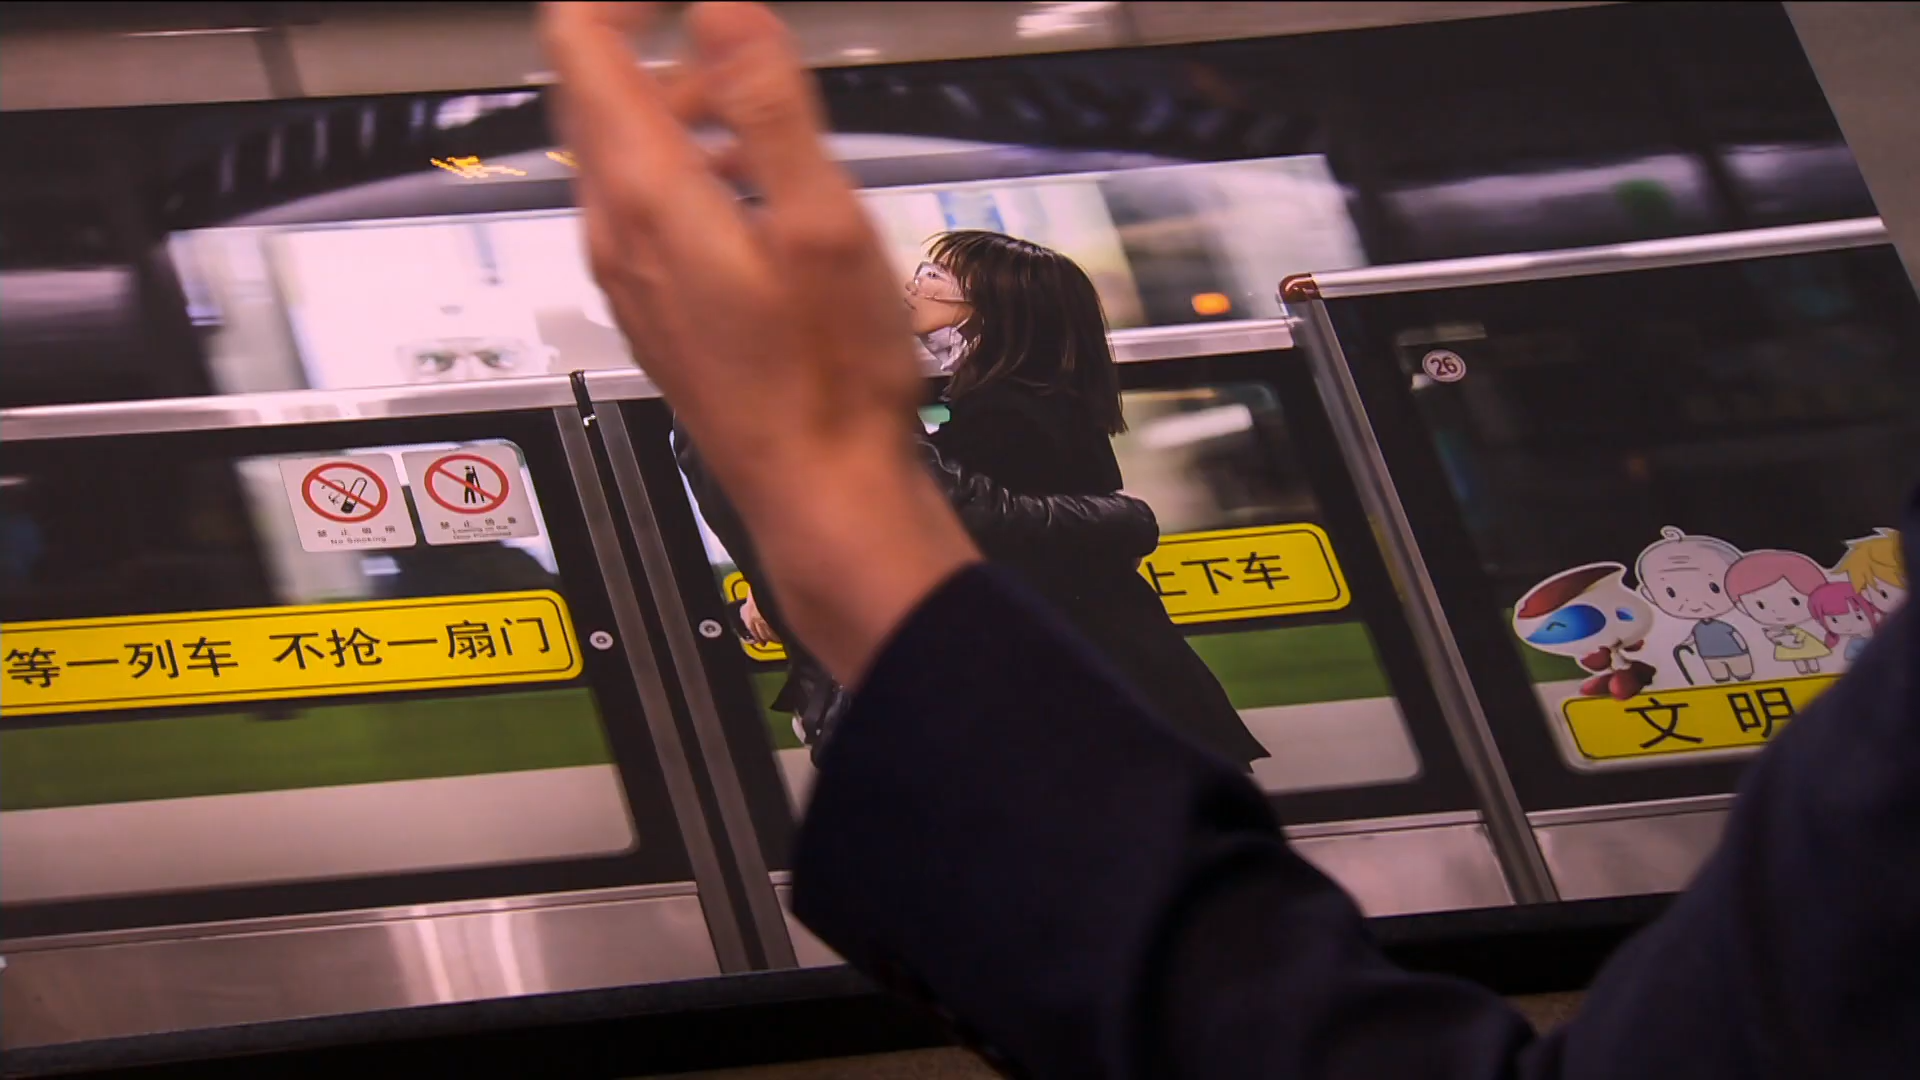 26
禁止吸烟
No Smoking
禁止倚靠
等一列车 不抢一扇门
上下车
文明